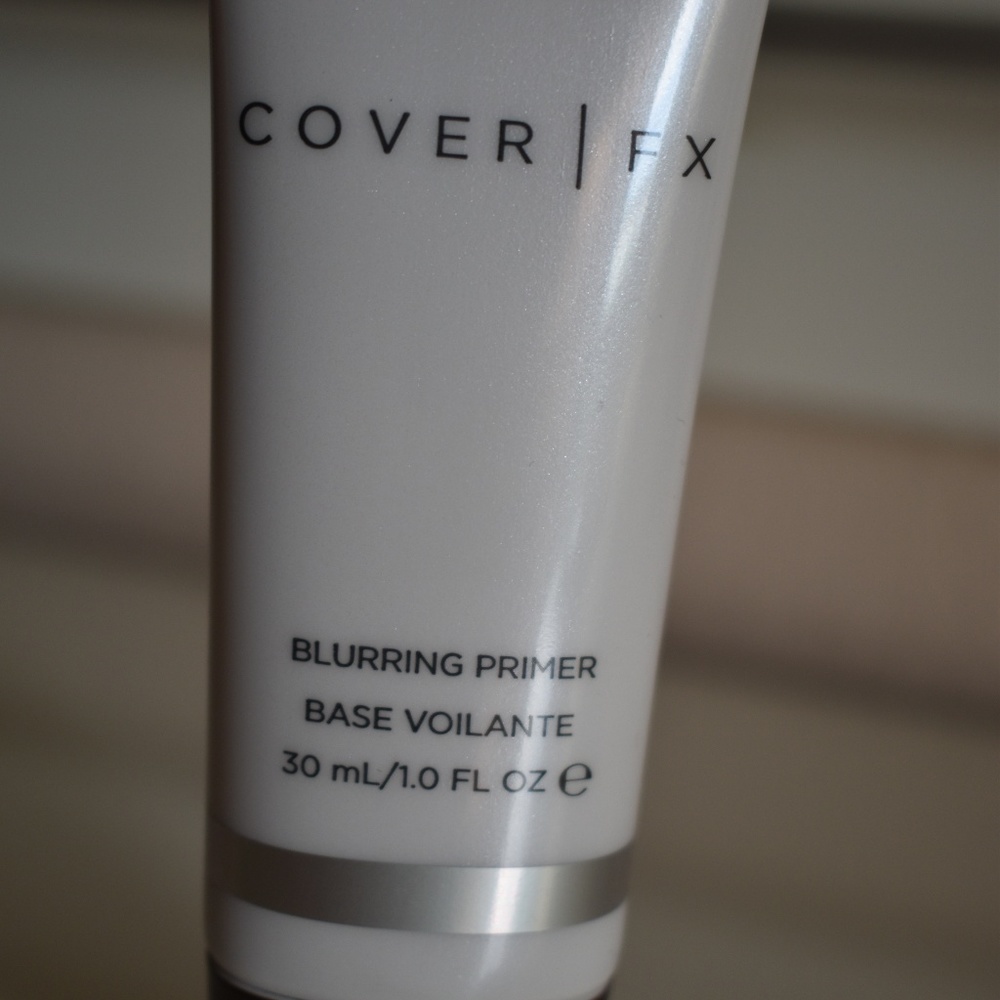 COVER | FX
BLURRING PRIMER
BASE VOILANTE
30 mL/1.0 FL OZ ℮